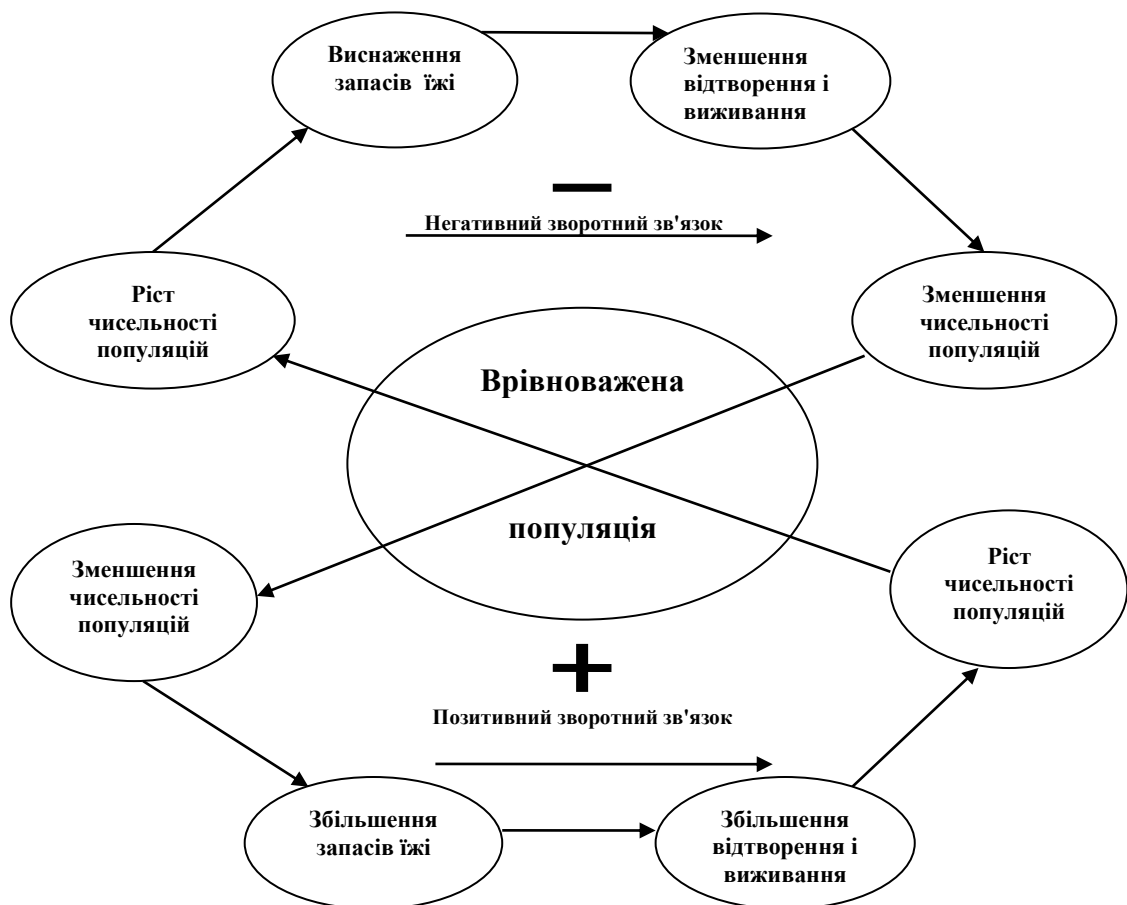 Виснаження
запасів їжі
Зменшення
відтворення і
виживання
Негативний зворотний зв'язок
Ріст
чисельності
популяцій
Зменшення
чисельності
популяцій
Врівноважена
популяція
Зменшення
чисельності
популяцій
Ріст
чисельності
популяцій
+
Позитивний зворотний зв'язок
Збільшення
запасів їжі
Збільшення
відтворення і
виживання